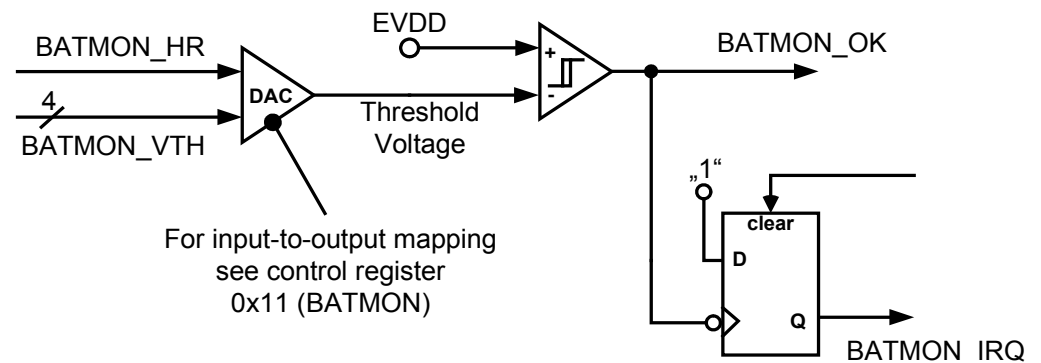 EVDD
BATMON_HR
BATMON_OK
+
DAC
-
4
Threshold
Voltage
BATMON_VTH
„1“
clear
For input-to-output mapping
see control register
0x11 (BATMON)
D
Q
BATMON_IRQ